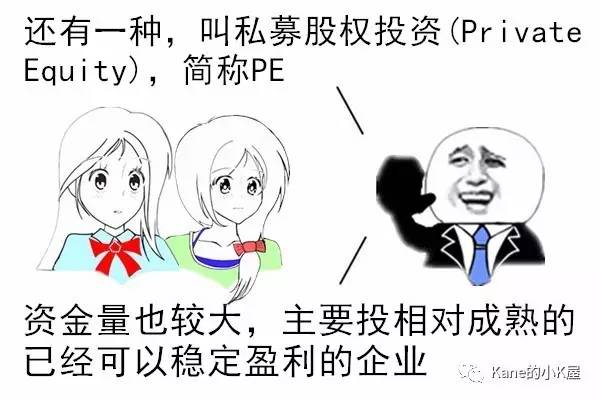 还有一种，叫私募股权投资(Private
Equity)，简称PE
资金量也较大，主要投相对成熟的
已经可以稳定盈利的企业
Kane的小K屋